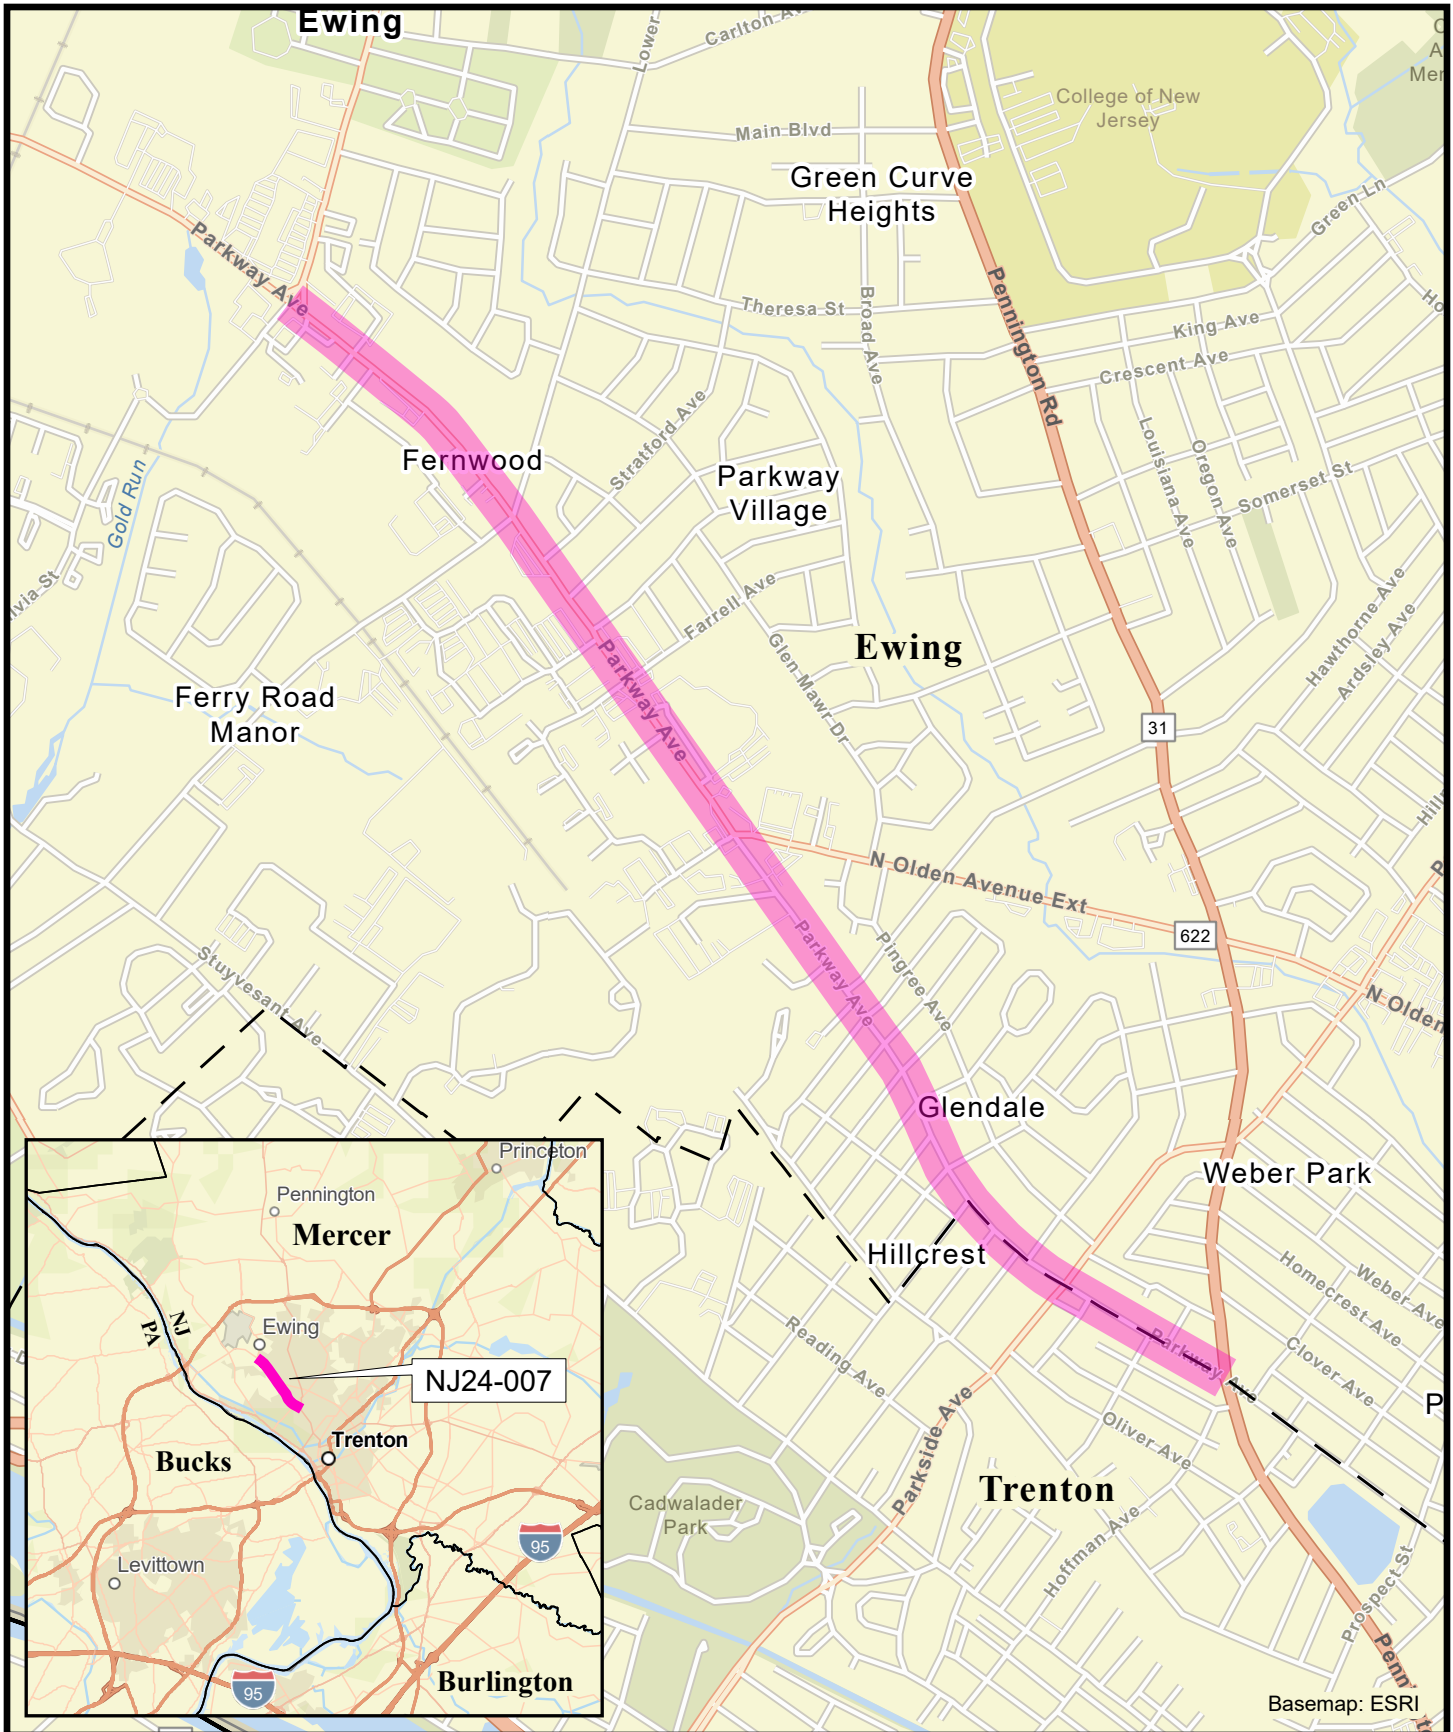 Ewing
Lower
Carlton Av
College of New
Jersey
Mer
Main Blvd
Green Curve
Heights
Green Ln
Parkway Ave
Pennington Rd
Theresa St
Broad Ave
King Ave
Crescent Ave
Ho
Stratford Ave
Fernwood
Parkway
Village
Louisiana Ave
Oregon Ave
Somerset St
Gold Run
lvia St
Farrell Ave
Glen Mawr Dr
Ewing
Hawthorne Ave
Ardsley Ave
Parkway Ave
Ferry Road
Manor
31
N Olden Avenue Ext
622
N Olden
Stuyvesant Ave
Parkway Ave
Pingree Ave
Glendale
Weber Park
Hillcrest
Homecrest Ave
Weber Ave
Clover Ave
Parkway Ave
Reading Ave
Oliver Ave
Parkside Ave
Trenton
Hoffman Ave
Cadwalader
Park
Prospect St
Penn
P
Princeton
Pennington
Mercer
NJ
PA
Ewing
NJ24-007
Trenton
Bucks
Levittown
95
95
Burlington
Basemap: ESRI